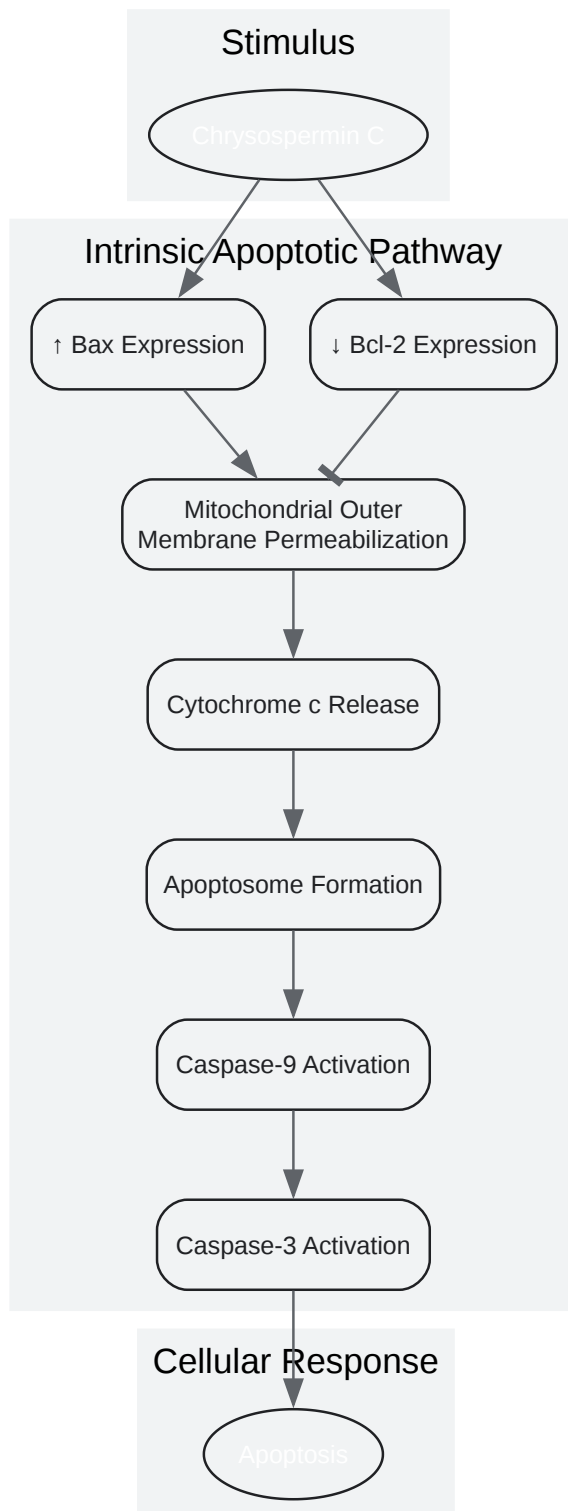 Stimulus
Chrysospermin C
Intrinsic Apoptotic Pathway
↑ Bax Expression
↓ Bcl-2 Expression
Mitochondrial Outer
Membrane Permeabilization
Cytochrome c Release
Apoptosome Formation
Caspase-9 Activation
Caspase-3 Activation
Cellular Response
Apoptosis